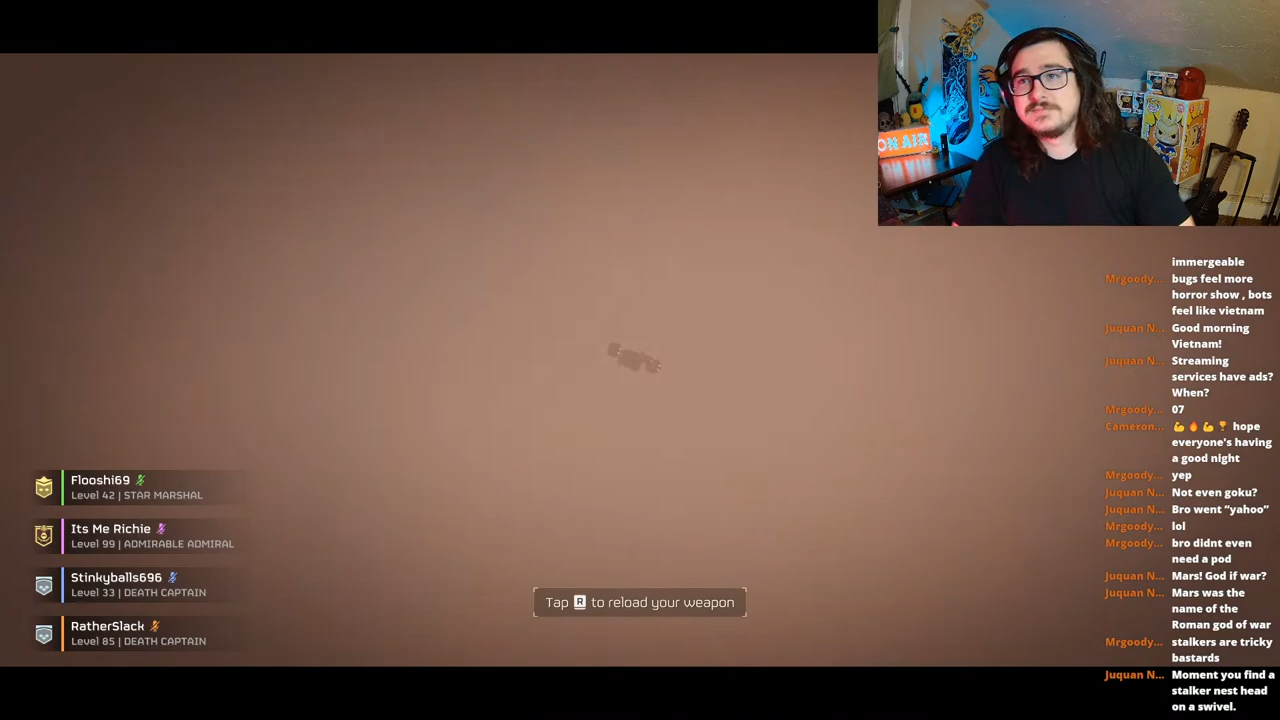 ON AIR
immergeable
Mrgoody... bugs feel more
horror show , bots
feel like vietnam
Juquan N... Good morning
Vietnam!
Juquan N... Streaming
services have ads?
When?
Mrgoody... 07
Cameron... 💪🔥💪🏆 hope
everyone's having
a good night
Mrgoody... yep
Juquan N... Not even goku?
Juquan N... Bro went “yahoo”
Mrgoody... lol
Mrgoody... bro didnt even
need a pod
Juquan N... Mars! God if war?
Juquan N... Mars was the
name of the
Roman god of war
Mrgoody... stalkers are tricky
bastards
Juquan N... Moment you find a
stalker nest head
on a swivel.
Flooshi69
Level 42 | STAR MARSHAL
Its Me Richie
Level 99 | ADMIRABLE ADMIRAL
Stinkyballs696
Level 33 | DEATH CAPTAIN
RatherSlack
Level 85 | DEATH CAPTAIN
Tap R to reload your weapon